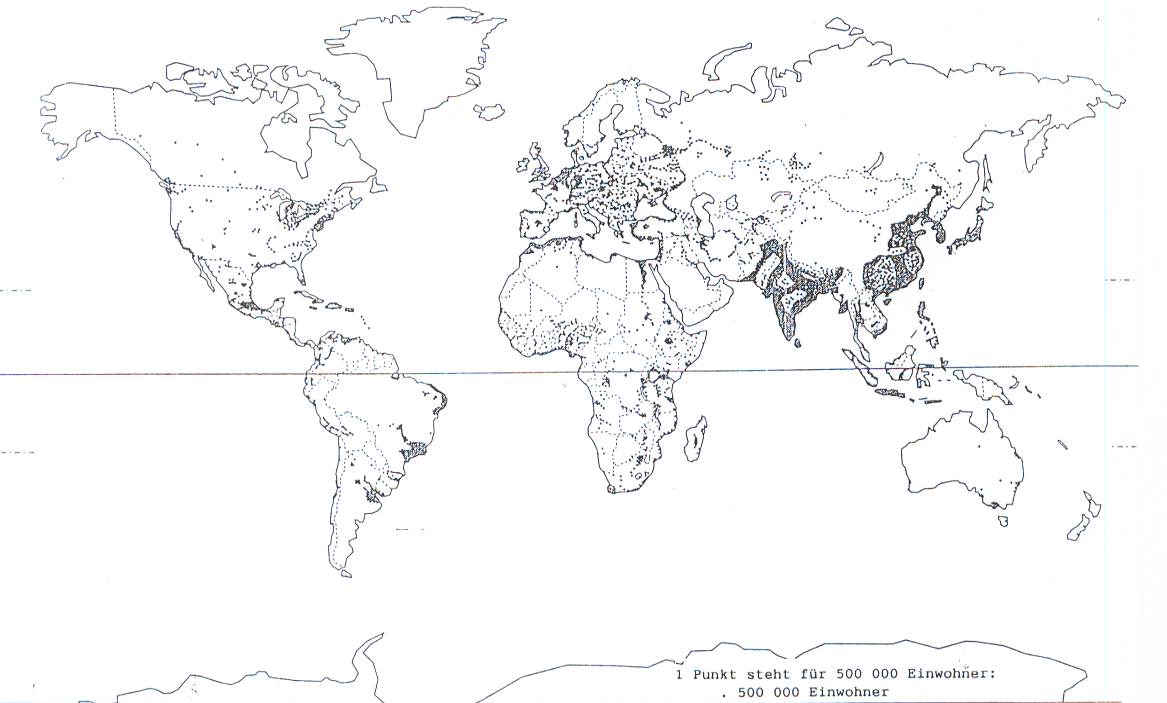 1 Punkt steht für 500 000 Einwohner:
. 500 000 Einwohner